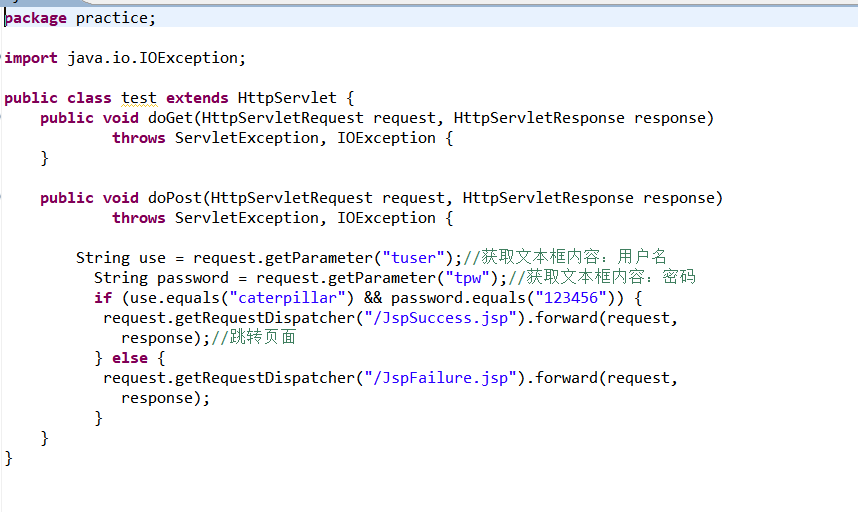 package practice;
import java.io.IOException;
public class test extends HttpServlet {
public void doGet(HttpServletRequest request, HttpServletResponse response)
throws ServletException, IOException {
}
public void doPost(HttpServletRequest request, HttpServletResponse response)
throws ServletException, IOException {
String use = request.getParameter("tuser");//获取文本框内容：用户名
String password = request.getParameter("tpw");//获取文本框内容：密码
if (use.equals("caterpillar") && password.equals("123456")) {
request.getRequestDispatcher("/JspSuccess.jsp").forward(request,
response);//跳转页面
} else {
request.getRequestDispatcher("/JspFailure.jsp").forward(request,
response);
}
}
}